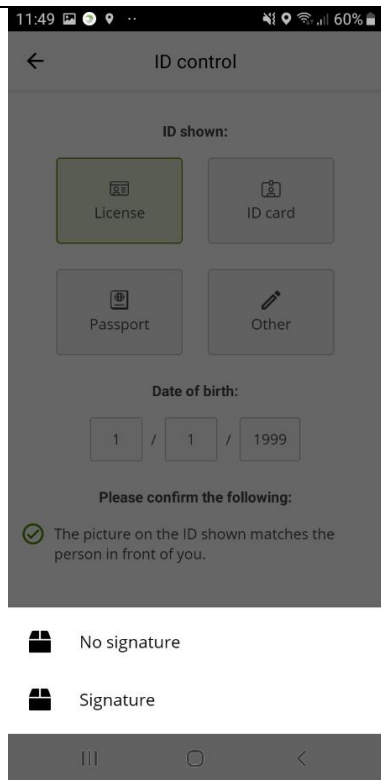 11:49 60%
ID control
ID shown:
License ID card
Passport Other
Date of birth:
1 / 1 / 1999
Please confirm the following:
The picture on the ID shown matches the
person in front of you.
No signature
Signature